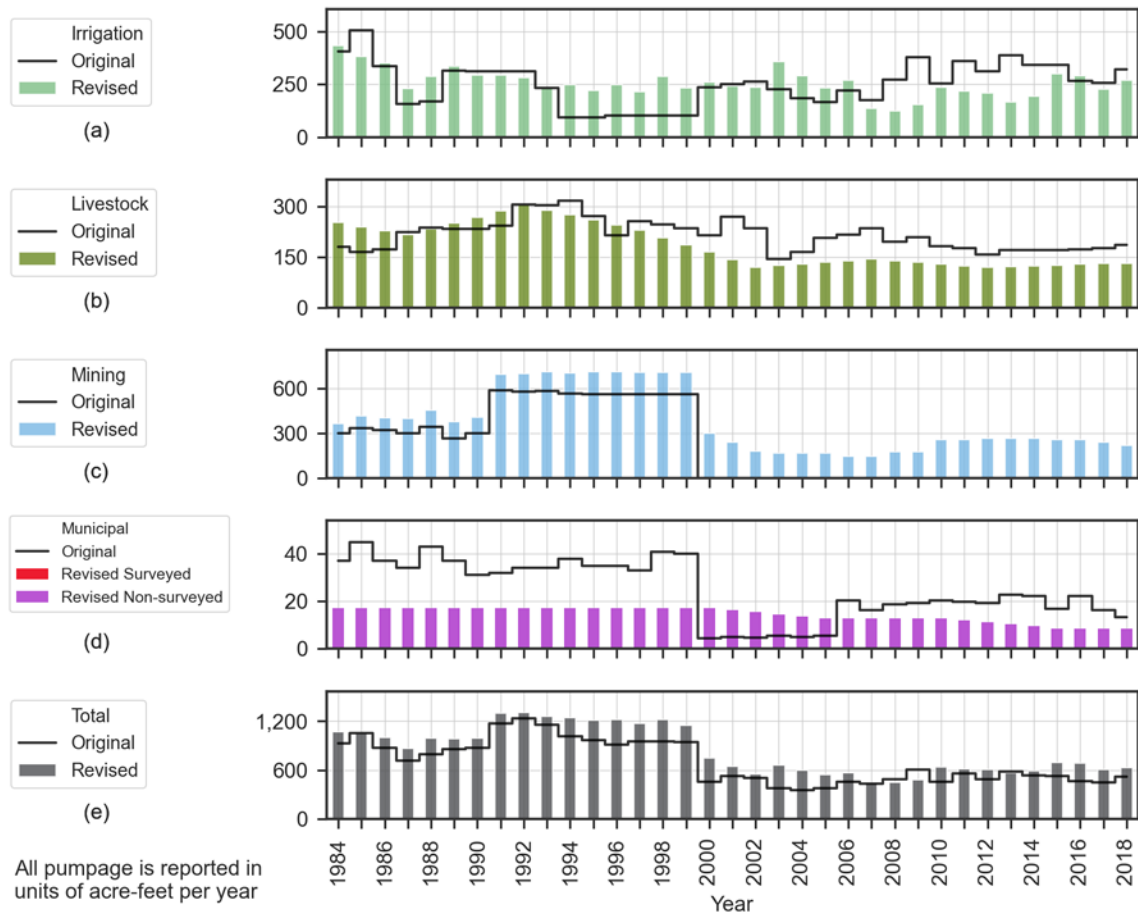 Irrigation
Original
Revised
(a)
500
250
0
Livestock
Original
Revised
(b)
300
150
0
Mining
Original
Revised
(c)
600
300
0
Municipal
Original
Revised Surveyed
Revised Non-surveyed
(d)
40
20
0
Total
Original
Revised
(e)
1,200
600
0
1984
1986
1988
1990
1992
1994
1996
1998
2000
2002
2004
2006
2008
2010
2012
2014
2016
2018
Year
All pumpage is reported in
units of acre-feet per year